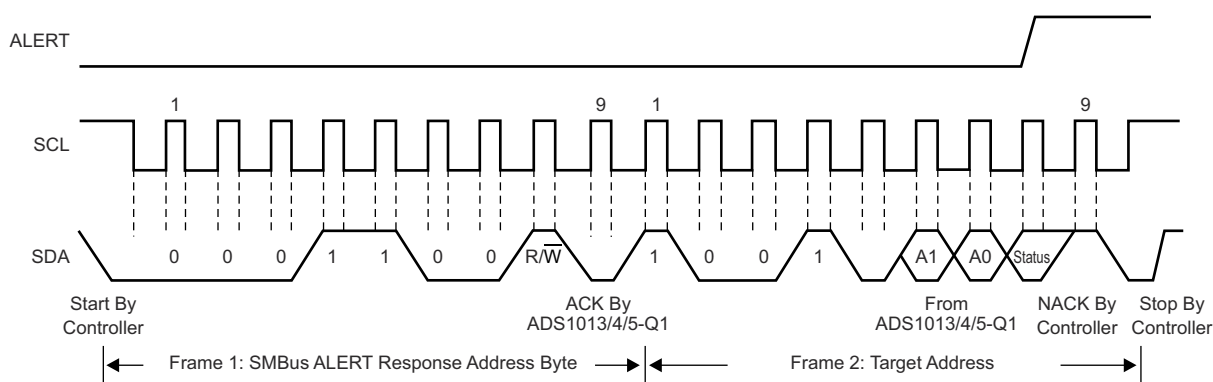 ALERT
1 9 1 9
SCL
SDA 0 0 0 1 1 0 0 R/W 1 0 0 1 A1 A0 Status
Start By ACK By From NACK By Stop By
Controller ADS1013/4/5-Q1 ADS1013/4/5-Q1 Controller Controller
Frame 1: SMBus ALERT Response Address Byte Frame 2: Target Address